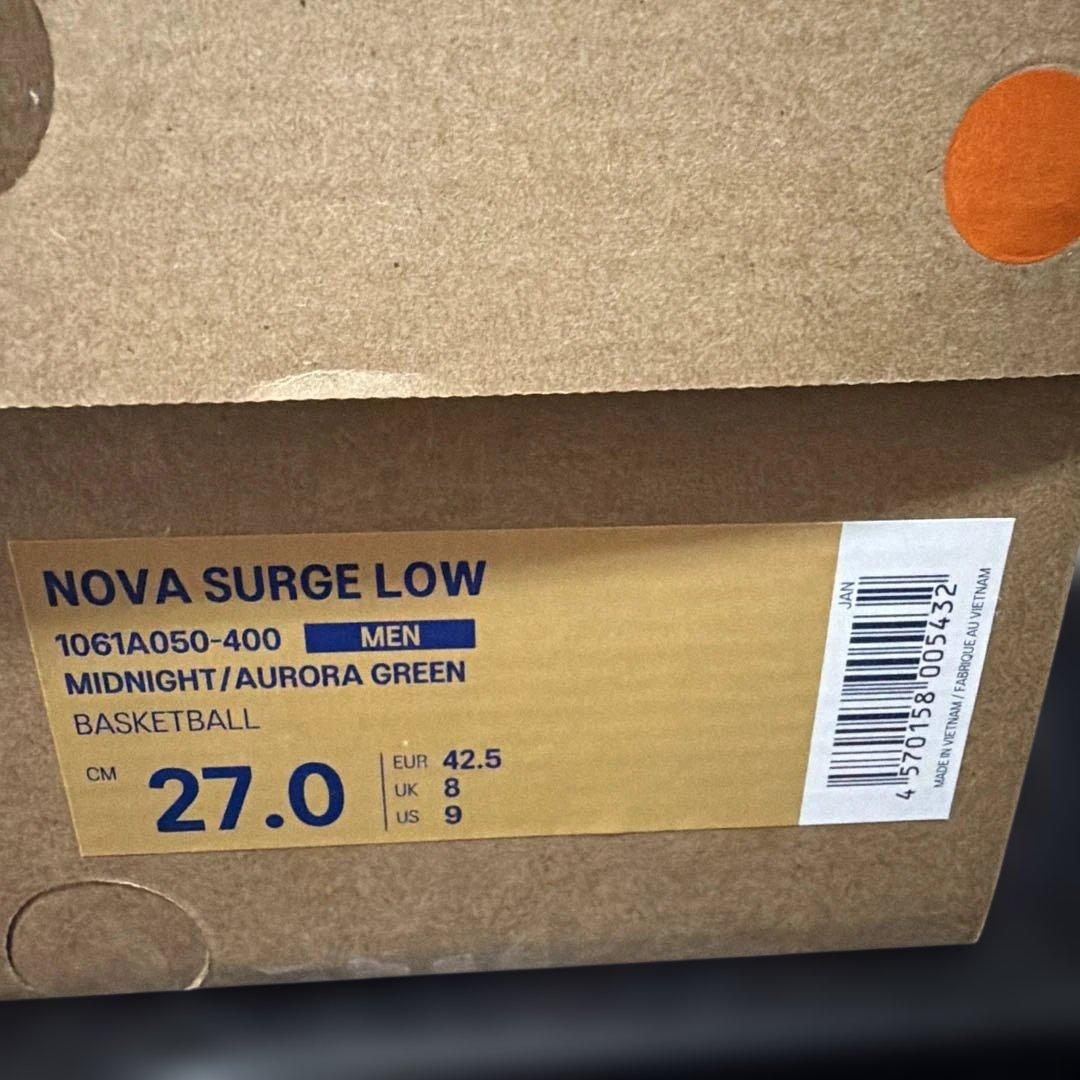 NOVA SURGE LOW
1061A050-400 MEN
MIDNIGHT/AURORA GREEN
BASKETBALL
CM 27.0
EUR 42.5
UK 8
US 9
JAN
4 570158 005432
MADE IN VIETNAM / FABRIQUE AU VIETNAM